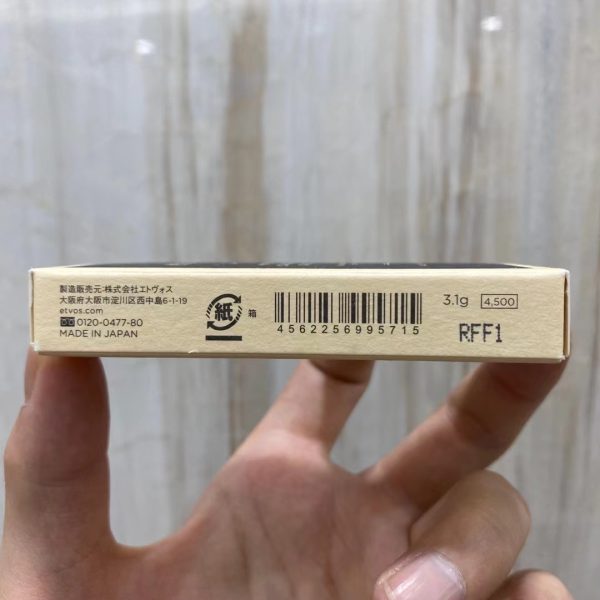 製造販売元:株式会社エトヴォス
大阪府大阪市淀川区西中島6-1-19
etvos.com
0120-0477-80
MADE IN JAPAN
紙
箱
4562256995715
3.1g
4,500
RFF1